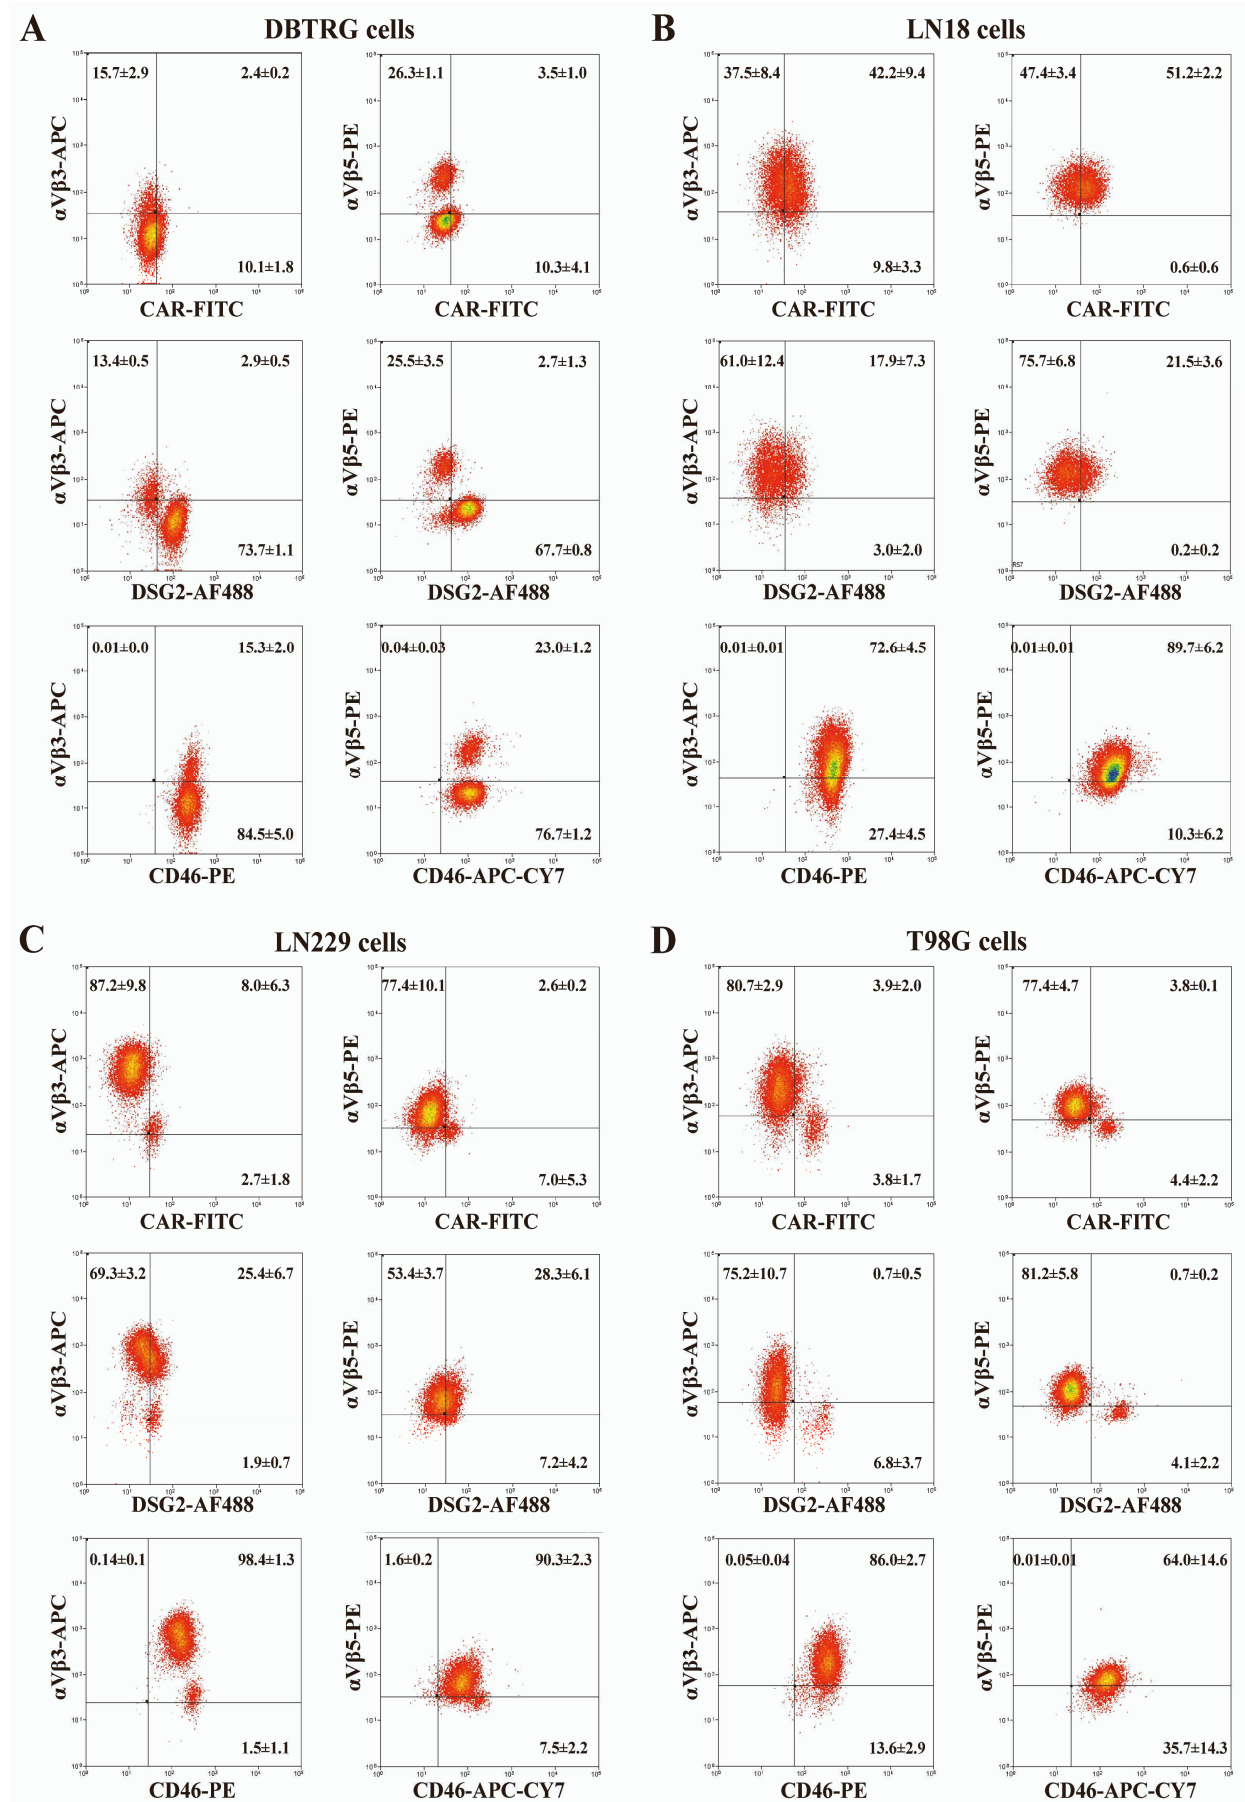 A DBTRG cells
B LN18 cells
15.7±2.9 2.4±0.2
10.1±1.8
αVβ3-APC
CAR-FITC
26.3±1.1 3.5±1.0
10.3±4.1
αVβ5-PE
CAR-FITC
37.5±8.4 42.2±9.4
9.8±3.3
αVβ3-APC
CAR-FITC
47.4±3.4 51.2±2.2
0.6±0.6
αVβ5-PE
CAR-FITC
13.4±0.5 2.9±0.5
73.7±1.1
αVβ3-APC
DSG2-AF488
25.5±3.5 2.7±1.3
67.7±0.8
αVβ5-PE
DSG2-AF488
61.0±12.4 17.9±7.3
3.0±2.0
αVβ3-APC
DSG2-AF488
75.7±6.8 21.5±3.6
0.2±0.2
R57
αVβ5-PE
DSG2-AF488
0.01±0.0 15.3±2.0
84.5±5.0
αVβ3-APC
CD46-PE
0.04±0.03 23.0±1.2
76.7±1.2
αVβ5-PE
CD46-APC-CY7
0.01±0.01 72.6±4.5
27.4±4.5
αVβ3-APC
CD46-PE
0.01±0.01 89.7±6.2
10.3±6.2
αVβ5-PE
CD46-APC-CY7
C LN229 cells
D T98G cells
87.2±9.8 8.0±6.3
2.7±1.8
αVβ3-APC
CAR-FITC
77.4±10.1 2.6±0.2
7.0±5.3
αVβ5-PE
CAR-FITC
80.7±2.9 3.9±2.0
3.8±1.7
αVβ3-APC
CAR-FITC
77.4±4.7 3.8±0.1
4.4±2.2
αVβ5-PE
CAR-FITC
69.3±3.2 25.4±6.7
1.9±0.7
αVβ3-APC
DSG2-AF488
53.4±3.7 28.3±6.1
7.2±4.2
αVβ5-PE
DSG2-AF488
75.2±10.7 0.7±0.5
6.8±3.7
αVβ3-APC
DSG2-AF488
81.2±5.8 0.7±0.2
4.1±2.2
αVβ5-PE
DSG2-AF488
0.14±0.1 98.4±1.3
1.5±1.1
αVβ3-APC
CD46-PE
1.6±0.2 90.3±2.3
7.5±2.2
αVβ5-PE
CD46-APC-CY7
0.05±0.04 86.0±2.7
13.6±2.9
αVβ3-APC
CD46-PE
0.01±0.01 64.0±14.6
35.7±14.3
αVβ5-PE
CD46-APC-CY7